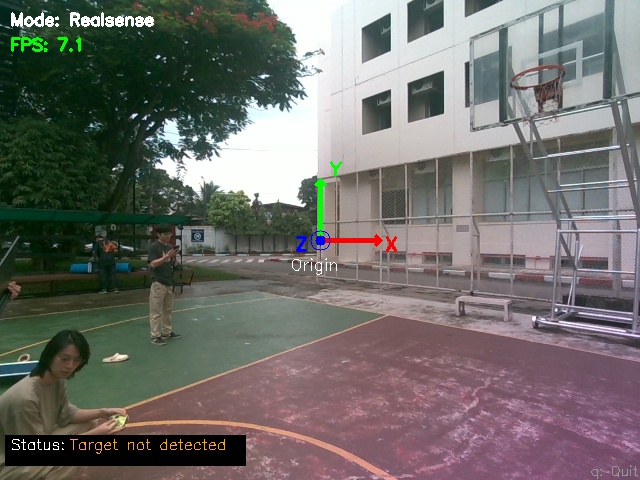 Mode: Realsense
FPS: 7.1
Y
Z
X
Origin
Status: Target not detected
q: Quit